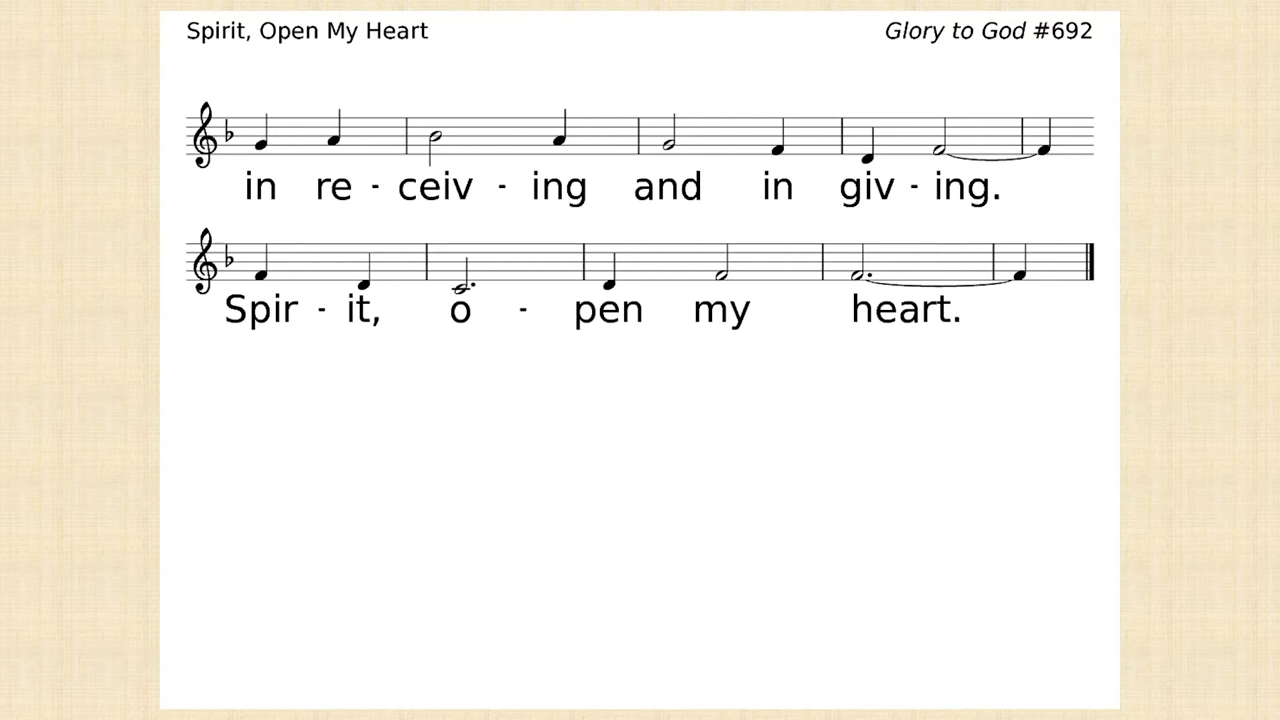 Spirit, Open My Heart Glory to God #692
in re - ceiv - ing and in giv - ing.
Spir - it, o - pen my heart.